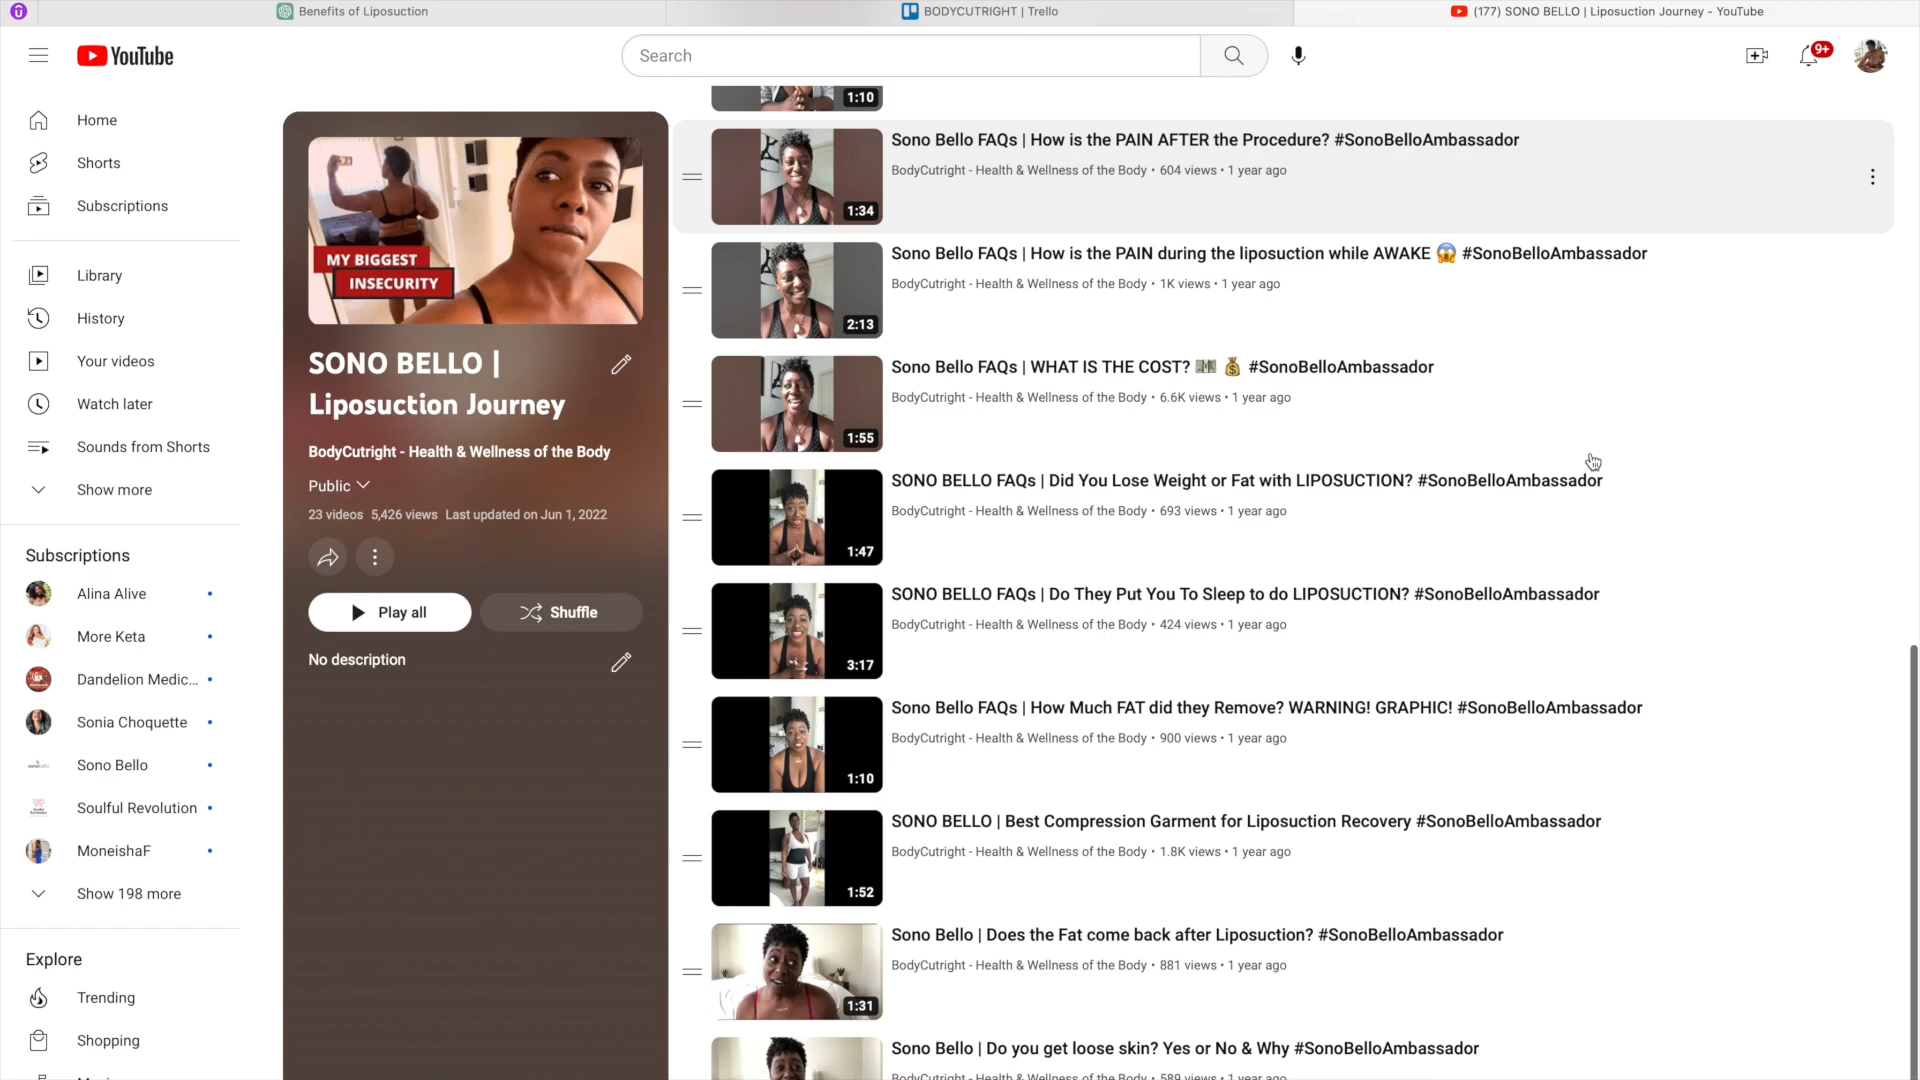 Benefits of Liposuction
BODYCUTRIGHT | Trello
(177) SONO BELLO | Liposuction Journey - YouTube
YouTube
Search
9+
Home
Shorts
Subscriptions
Library
History
Your videos
Watch later
Sounds from Shorts
Show more
Subscriptions
Alina Alive
More Keta
Dandelion Medic...
Sonia Choquette
Sono Bello
Soulful Revolution
MoneishaF
Show 198 more
Explore
Trending
Shopping
MY BIGGEST
INSECURITY
SONO BELLO |
Liposuction Journey
BodyCutright - Health & Wellness of the Body
Public
23 videos 5,426 views Last updated on Jun 1, 2022
Play all
Shuffle
No description
1:10
Sono Bello FAQs | How is the PAIN AFTER the Procedure? #SonoBelloAmbassador
BodyCutright - Health & Wellness of the Body • 604 views • 1 year ago
1:34
Sono Bello FAQs | How is the PAIN during the liposuction while AWAKE 😱 #SonoBelloAmbassador
BodyCutright - Health & Wellness of the Body • 1K views • 1 year ago
2:13
Sono Bello FAQs | WHAT IS THE COST? 💵 💰 #SonoBelloAmbassador
BodyCutright - Health & Wellness of the Body • 6.6K views • 1 year ago
1:55
SONO BELLO FAQs | Did You Lose Weight or Fat with LIPOSUCTION? #SonoBelloAmbassador
BodyCutright - Health & Wellness of the Body • 693 views • 1 year ago
1:47
SONO BELLO FAQs | Do They Put You To Sleep to do LIPOSUCTION? #SonoBelloAmbassador
BodyCutright - Health & Wellness of the Body • 424 views • 1 year ago
3:17
Sono Bello FAQs | How Much FAT did they Remove? WARNING! GRAPHIC! #SonoBelloAmbassador
BodyCutright - Health & Wellness of the Body • 900 views • 1 year ago
1:10
SONO BELLO | Best Compression Garment for Liposuction Recovery #SonoBelloAmbassador
BodyCutright - Health & Wellness of the Body • 1.8K views • 1 year ago
1:52
Sono Bello | Does the Fat come back after Liposuction? #SonoBelloAmbassador
BodyCutright - Health & Wellness of the Body • 881 views • 1 year ago
1:31
Sono Bello | Do you get loose skin? Yes or No & Why #SonoBelloAmbassador
BodyCutright - Health & Wellness of the Body • 589 views • 1 year ago